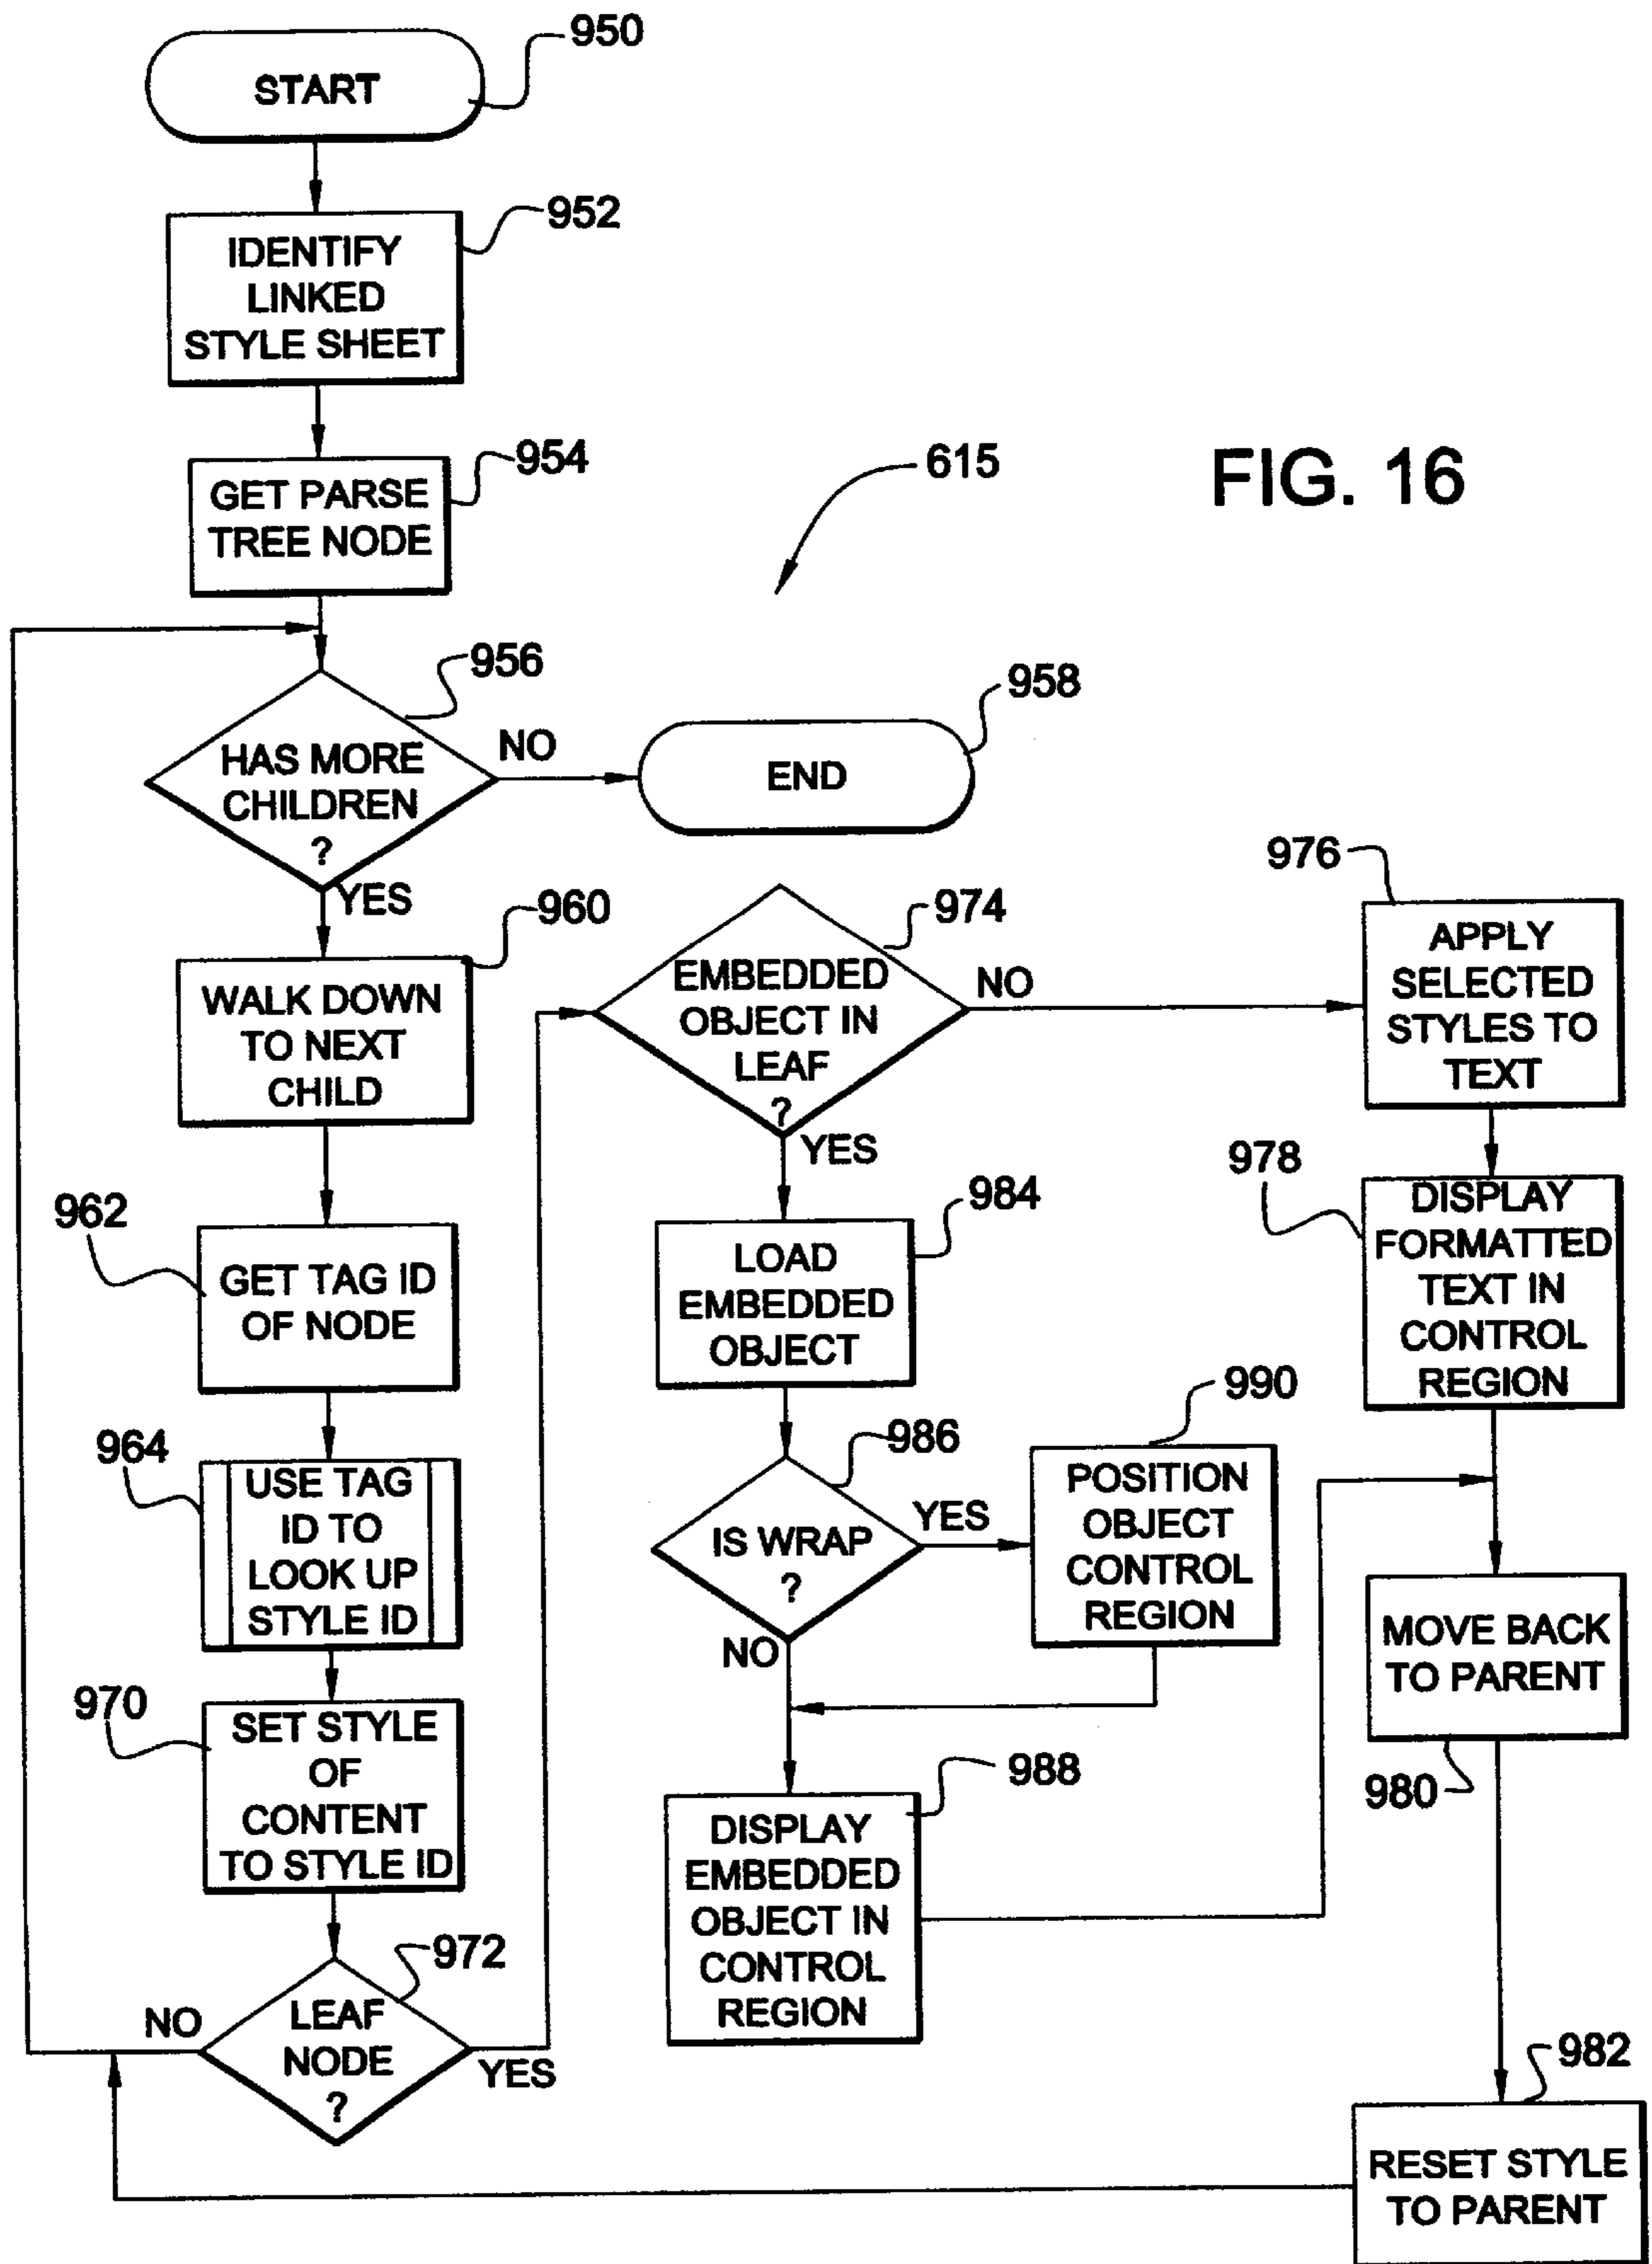 950
START
952
IDENTIFY
LINKED
STYLE SHEET
954
GET PARSE
TREE NODE
615
FIG. 16
956
HAS MORE
CHILDREN
?
NO
YES
958
END
960
WALK DOWN
TO NEXT
CHILD
962
GET TAG ID
OF NODE
964
USE TAG
ID TO
LOOK UP
STYLE ID
970
SET STYLE
OF
CONTENT
TO STYLE ID
972
LEAF
NODE
?
NO
YES
974
EMBEDDED
OBJECT IN
LEAF
?
NO
YES
976
APPLY
SELECTED
STYLES TO
TEXT
978
DISPLAY
FORMATTED
TEXT IN
CONTROL
REGION
984
LOAD
EMBEDDED
OBJECT
986
IS WRAP
?
YES
NO
990
POSITION
OBJECT
CONTROL
REGION
988
DISPLAY
EMBEDDED
OBJECT IN
CONTROL
REGION
MOVE BACK
TO PARENT
980
982
RESET STYLE
TO PARENT